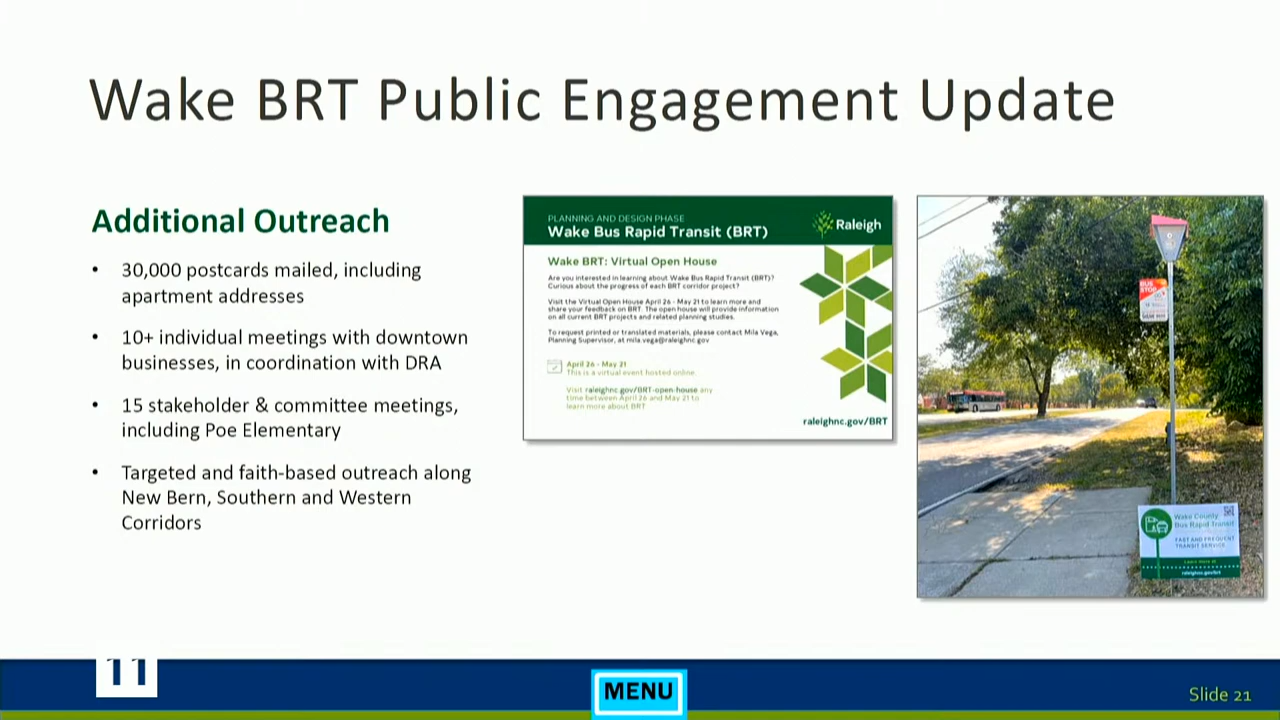 Wake BRT Public Engagement Update
Additional Outreach
• 30,000 postcards mailed, including
apartment addresses
• 10+ individual meetings with downtown
businesses, in coordination with DRA
• 15 stakeholder & committee meetings,
including Poe Elementary
• Targeted and faith-based outreach along
New Bern, Southern and Western
Corridors
PLANNING AND DESIGN PHASE
Wake Bus Rapid Transit (BRT)
Raleigh
Wake BRT: Virtual Open House
Are you interested in learning about Wake Bus Rapid Transit (BRT)?
Curious about the progress of each BRT corridor project?
Visit the Virtual Open House April 26 - May 21 to learn more and
share your feedback on BRT. The open house will provide information
on all current BRT projects and related planning studies.
To request printed or translated materials, please contact Mila Vega,
Planning Supervisor, at mila.vega@raleighnc.gov
April 26 - May 21
This is a virtual event hosted online.
Visit raleighnc.gov/BRT-open-house any
time between April 26 and May 21 to
learn more about BRT
raleighnc.gov/BRT
BUS
STOP
Wake County
Bus Rapid Transit
FAST AND FREQUENT
TRANSIT SERVICE
Learn more at
raleighnc.gov/brt
11
MENU
Slide 21